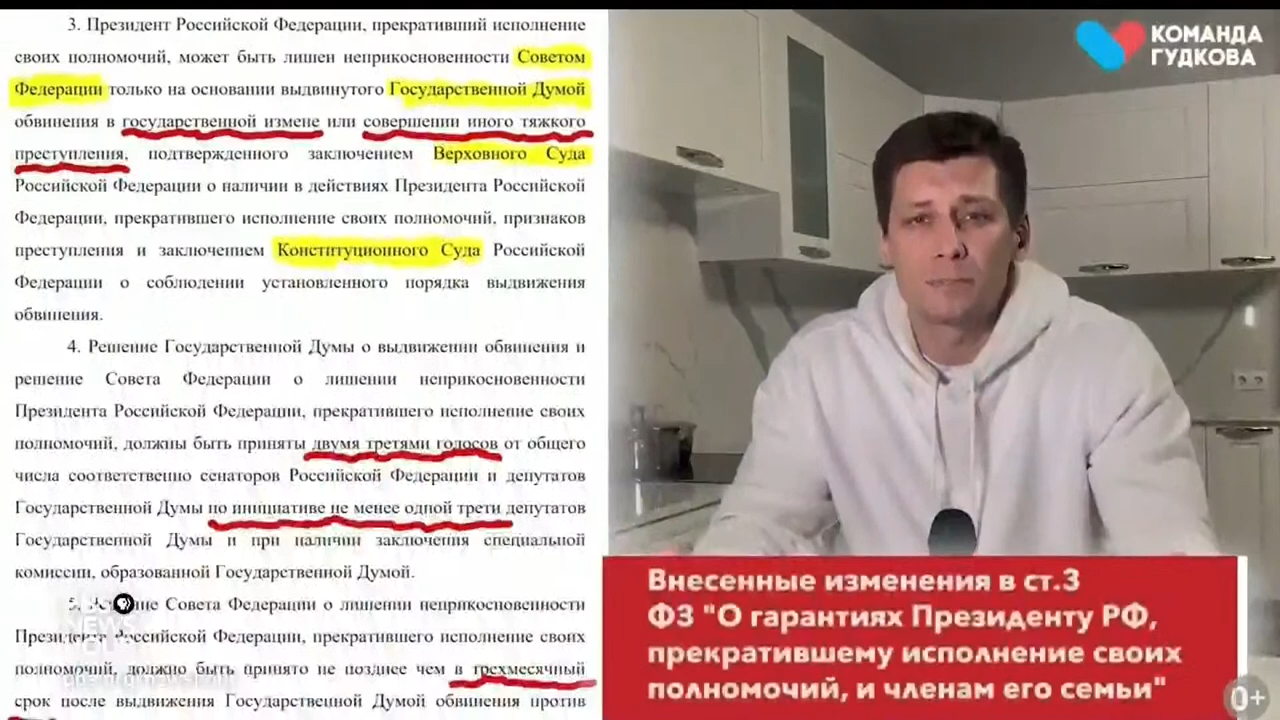 3. Президент Российской Федерации, прекративший исполнение
своих полномочий, может быть лишен неприкосновенности Советом
Федерации только на основании выдвинутого Государственной Думой
обвинения в государственной измене или совершении иного тяжкого
преступления, подтвержденного заключением Верховного Суда
Российской Федерации о наличии в действиях Президента Российской
Федерации, прекратившего исполнение своих полномочий, признаков
преступления и заключением Конституционного Суда Российской
Федерации о соблюдении установленного порядка выдвижения
обвинения.
4. Решение Государственной Думы о выдвижении обвинения и
решение Совета Федерации о лишении неприкосновенности
Президента Российской Федерации, прекратившего исполнение своих
полномочий, должны быть приняты двумя третями голосов от общего
числа соответственно сенаторов Российской Федерации и депутатов
Государственной Думы по инициативе не менее одной трети депутатов
Государственной Думы и при наличии заключения специальной
комиссии, образованной Государственной Думой.
5. Совета Федерации о лишении неприкосновенности
Президента Российской Федерации, прекратившего исполнение своих
полномочий, должно быть принято не позднее чем в трехмесячный
срок после выдвижения Государственной Думой обвинения против
КОМАНДА
ГУДКОВА
Внесенные изменения в ст.3
ФЗ "О гарантиях Президенту РФ,
прекратившему исполнение своих
полномочий, и членам его семьи"
0+